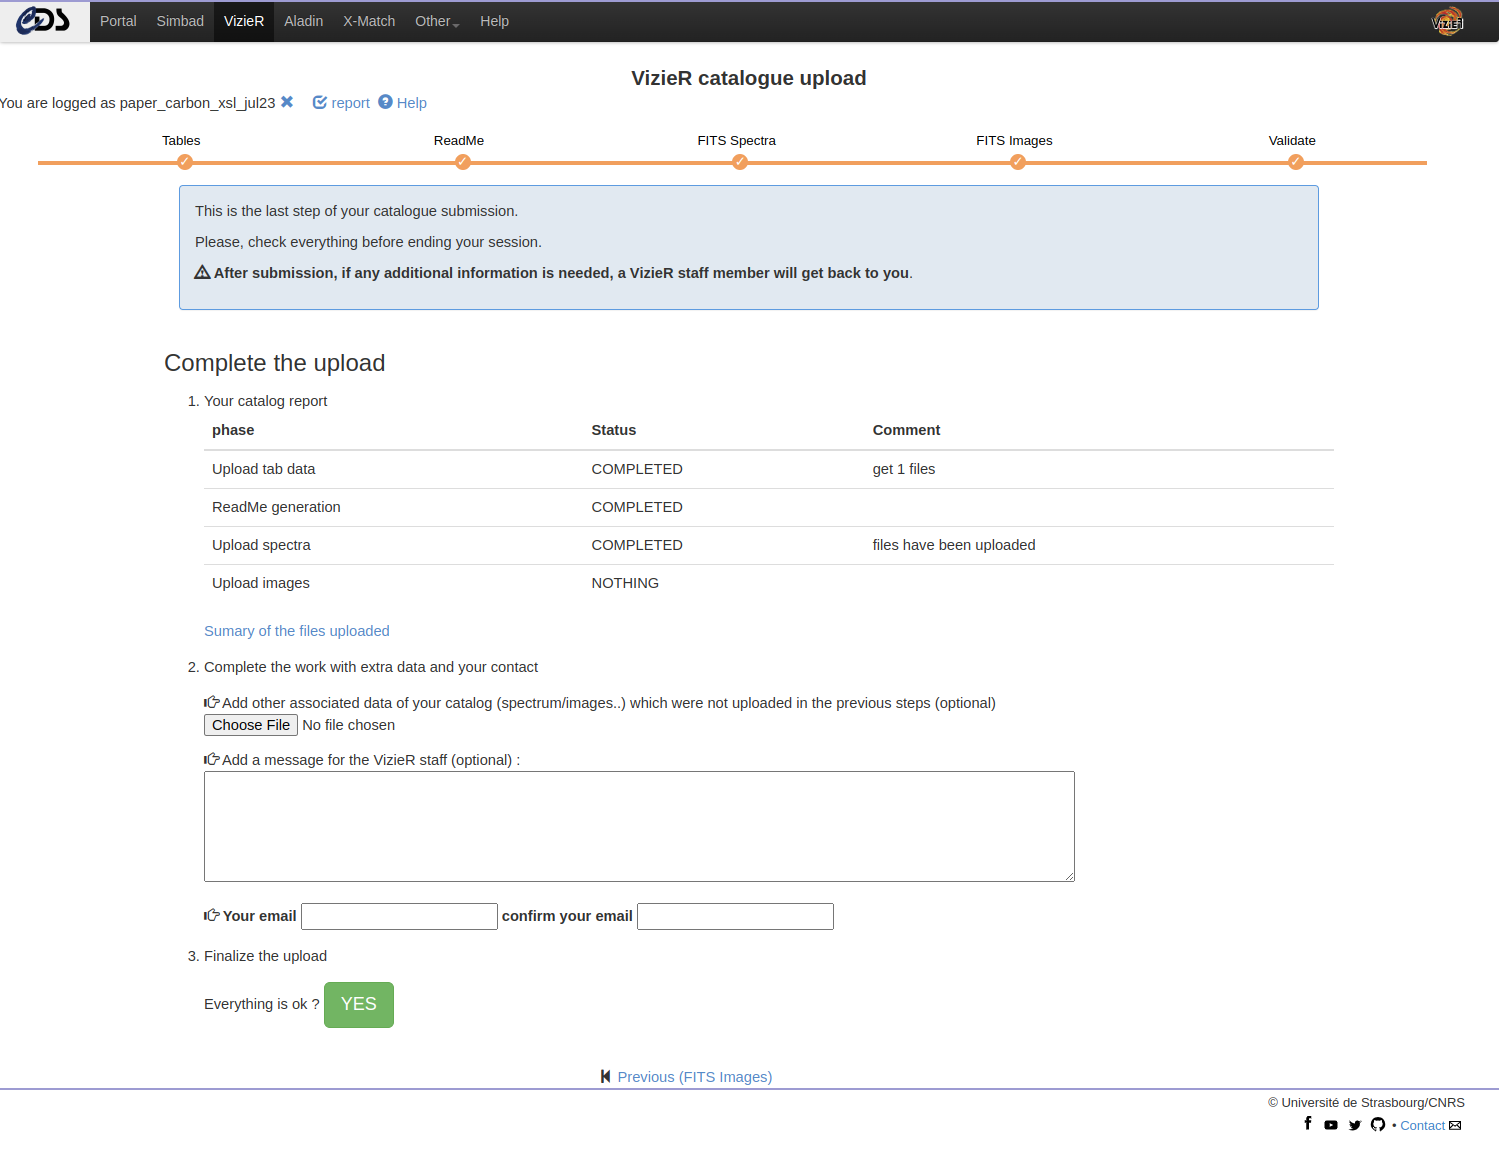 CDS Portal Simbad VizieR Aladin X-Match Other Help VizieR
VizieR catalogue upload
You are logged as paper_carbon_xsl_jul23 report Help
Tables ReadMe FITS Spectra FITS Images Validate
This is the last step of your catalogue submission.
Please, check everything before ending your session.
After submission, if any additional information is needed, a VizieR staff member will get back to you.
Complete the upload
1. Your catalog report
phase Status Comment
Upload tab data COMPLETED get 1 files
ReadMe generation COMPLETED
Upload spectra COMPLETED files have been uploaded
Upload images NOTHING
Sumary of the files uploaded
2. Complete the work with extra data and your contact
Add other associated data of your catalog (spectrum/images..) which were not uploaded in the previous steps (optional)
Choose File No file chosen
Add a message for the VizieR staff (optional) :
Your email confirm your email
3. Finalize the upload
Everything is ok ? YES
Previous (FITS Images)
© Université de Strasbourg/CNRS
• Contact